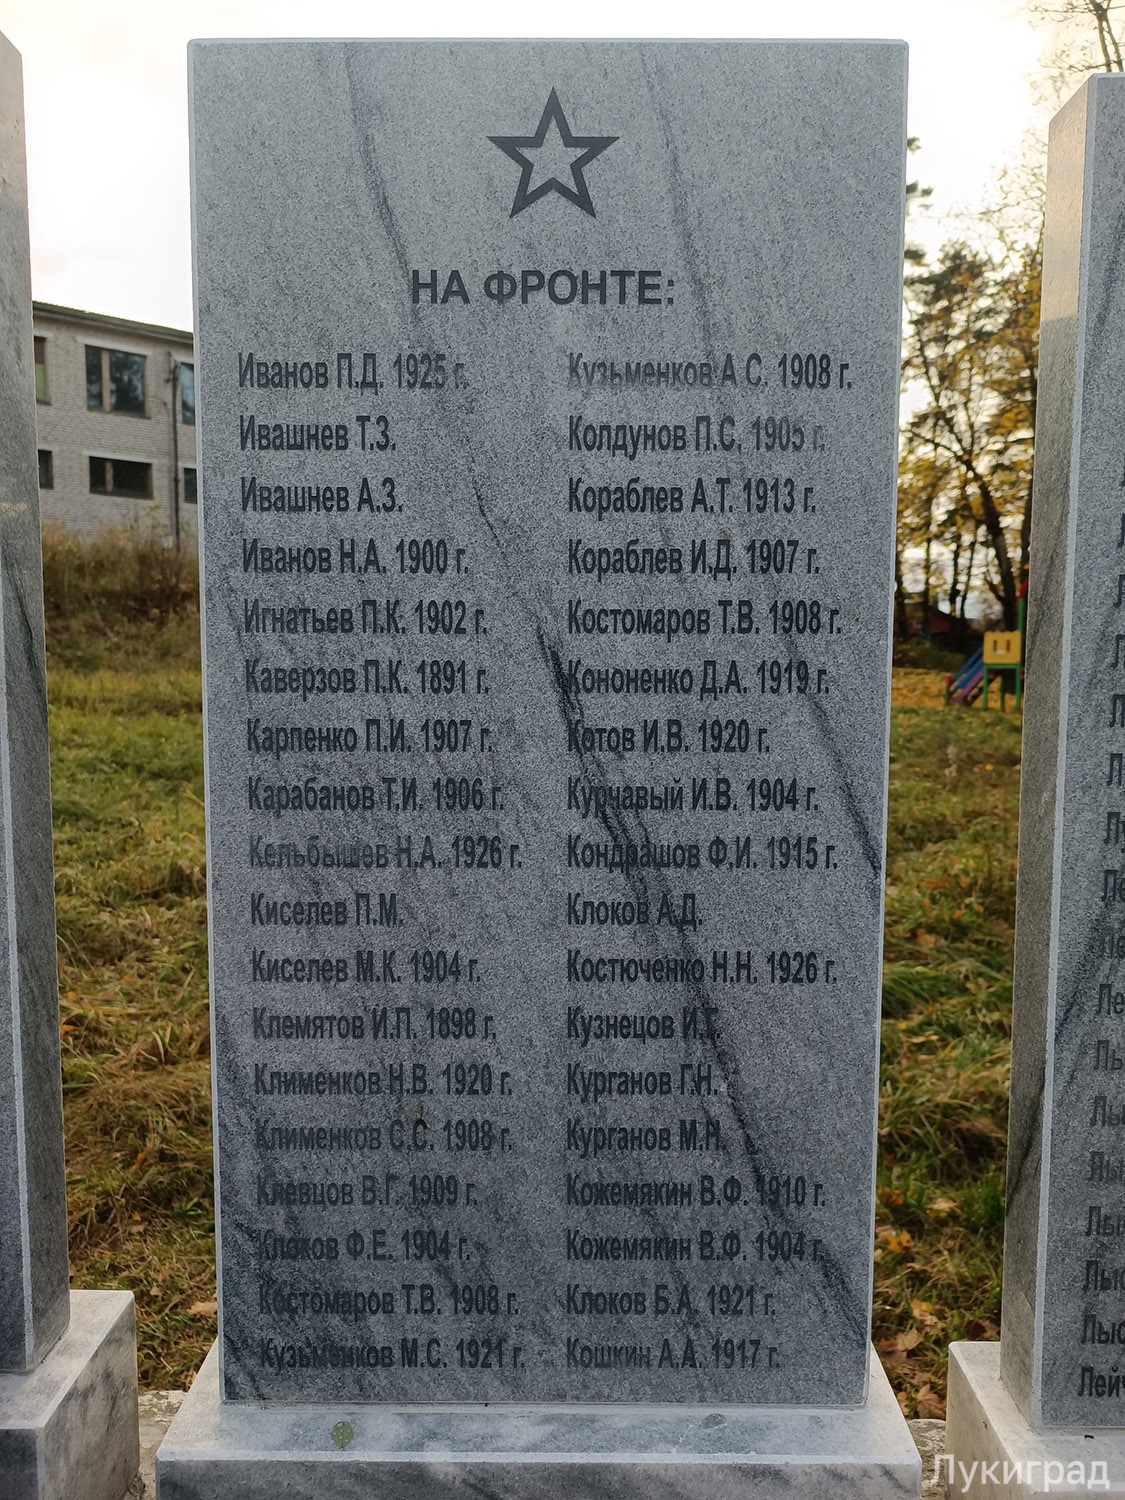 НА ФРОНТЕ:
Иванов П.Д. 1925 г.
Ивашнев Т.З.
Ивашнев А.З.
Иванов Н.А. 1900 г.
Игнатьев П.К. 1902 г.
Каверзов П.К. 1891 г.
Карпенко П.И. 1907 г.
Карабанов Т.И. 1906 г.
Кельбышев Н.А. 1926 г.
Киселев П.М.
Киселев М.К. 1904 г.
Клемятов И.П. 1898 г.
Клименков Н.В. 1920 г.
Клименков С.С. 1908 г.
Клевцов В.Г. 1909 г.
Клоков Ф.Е. 1904 г.
Костомаров Т.В. 1908 г.
Кузьменков М.С. 1921 г.
Кузьменков А.С. 1908 г.
Колдунов П.С. 1905 г.
Кораблев А.Т. 1913 г.
Кораблев И.Д. 1907 г.
Костомаров Т.В. 1908 г.
Кононенко Д.А. 1919 г.
Котов И.В. 1920 г.
Курчавый И.В. 1904 г.
Кондрашов Ф.И. 1915 г.
Клоков А.Д.
Костюченко Н.Н. 1926 г.
Кузнецов И.Г.
Курганов Г.Н.
Курганов М.Н.
Кожемякин В.Ф. 1910 г.
Кожемякин В.Ф. 1904 г.
Клоков Б.А. 1921 г.
Кошкин А.А. 1917 г.
Лукиград